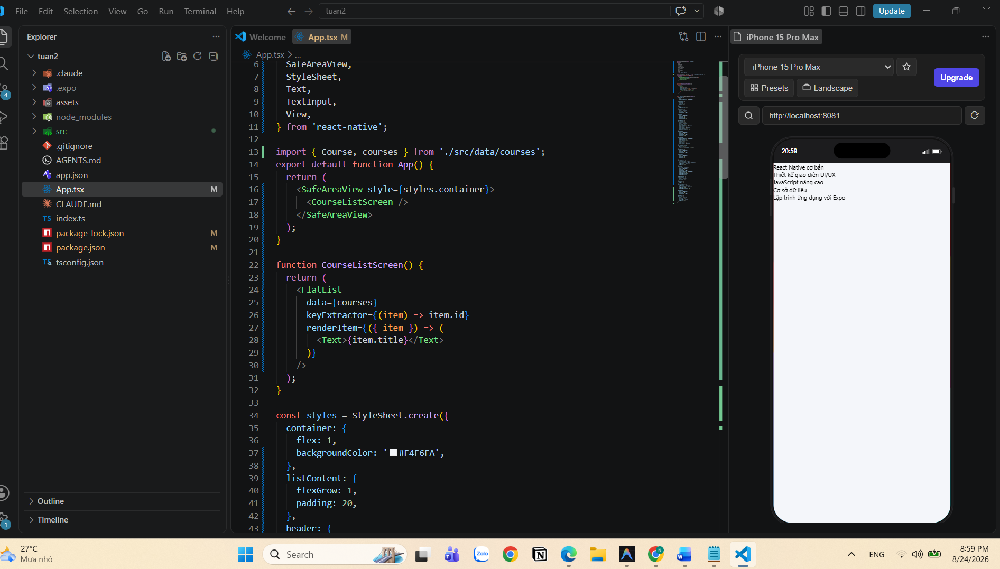 File Edit Selection View Go Run Terminal Help
tuan2
Update
Explorer
tuan2
.claude
.expo
assets
node_modules
src
.gitignore
AGENTS.md
app.json
App.tsx M
CLAUDE.md
index.ts
package-lock.json M
package.json M
tsconfig.json
Outline
Timeline
4
1
Welcome
App.tsx M
App.tsx > ...
6 SafeAreaView,
7 StyleSheet,
8 Text,
9 TextInput,
10 View,
11 } from 'react-native';
12
13 import { Course, courses } from './src/data/courses';
14 export default function App() {
15 return (
16 <SafeAreaView style={styles.container}>
17 <CourseListScreen />
18 </SafeAreaView>
19 );
20 }
21
22 function CourseListScreen() {
23 return (
24 <FlatList
25 data={courses}
26 keyExtractor={(item) => item.id}
27 renderItem={({ item }) => (
28 <Text>{item.title}</Text>
29 )}
30 />
31 );
32 }
33
34 const styles = StyleSheet.create({
35 container: {
36 flex: 1,
37 backgroundColor: '#F4F6FA',
38 },
39 listContent: {
40 flexGrow: 1,
41 padding: 20,
42 },
43 header: {
iPhone 15 Pro Max
iPhone 15 Pro Max
Upgrade
Presets
Landscape
http://localhost:8081
20:59
React Native cơ bản
Thiết kế giao diện UI/UX
JavaScript nâng cao
Cơ sở dữ liệu
Lập trình ứng dụng với Expo
27°C
Mưa nhỏ
Search
Zalo
ENG
8:59 PM
8/24/2026